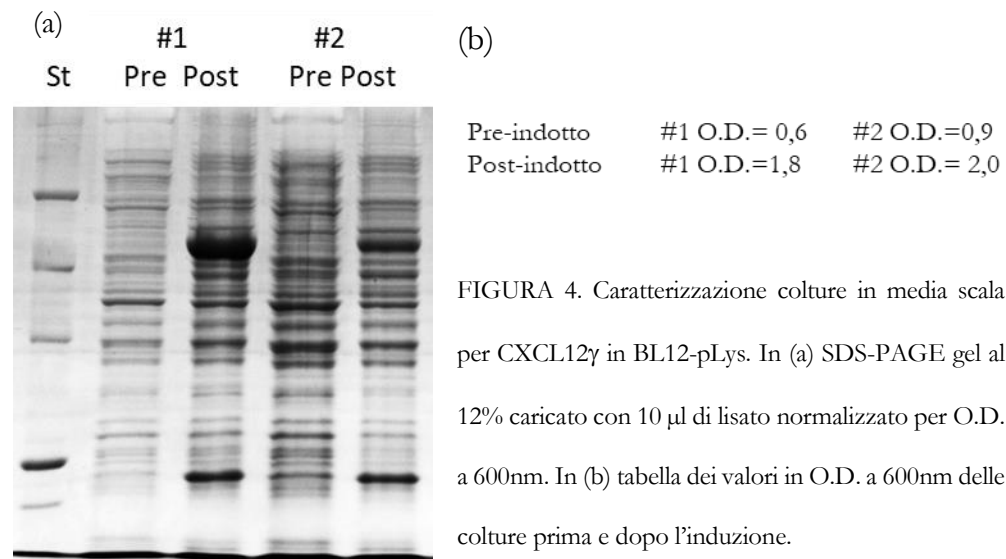 (a)
#1 #2
St Pre Post Pre Post
(b)
Pre-indotto #1 O.D.= 0,6 #2 O.D.=0,9
Post-indotto #1 O.D.=1,8 #2 O.D.= 2,0
FIGURA 4. Caratterizzazione colture in media scala
per CXCL12γ in BL12-pLys. In (a) SDS-PAGE gel al
12% caricato con 10 μl di lisato normalizzato per O.D.
a 600nm. In (b) tabella dei valori in O.D. a 600nm delle
colture prima e dopo l’induzione.